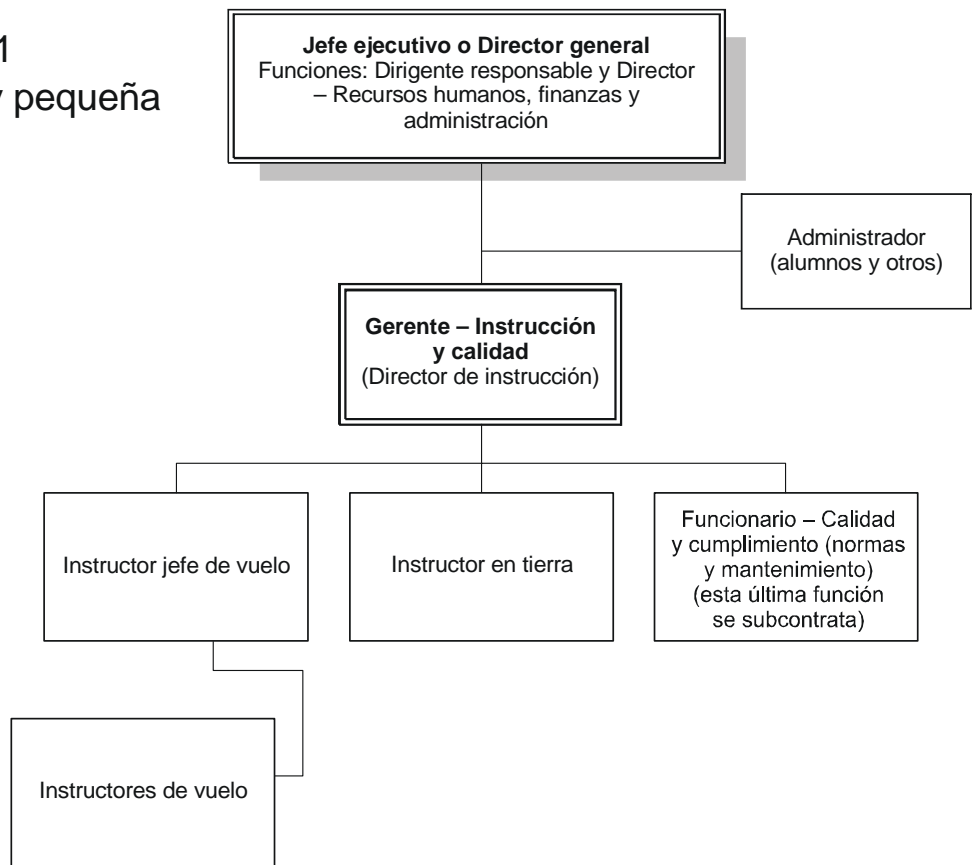 pequeña
Jefe ejecutivo o Director general
Funciones: Dirigente responsable y Director
– Recursos humanos, finanzas y
administración
Administrador
(alumnos y otros)
Gerente – Instrucción
y calidad
(Director de instrucción)
Instructor jefe de vuelo
Instructor en tierra
Funcionario – Calidad
y cumplimiento (normas
y mantenimiento)
(esta última función
se subcontrata)
Instructores de vuelo